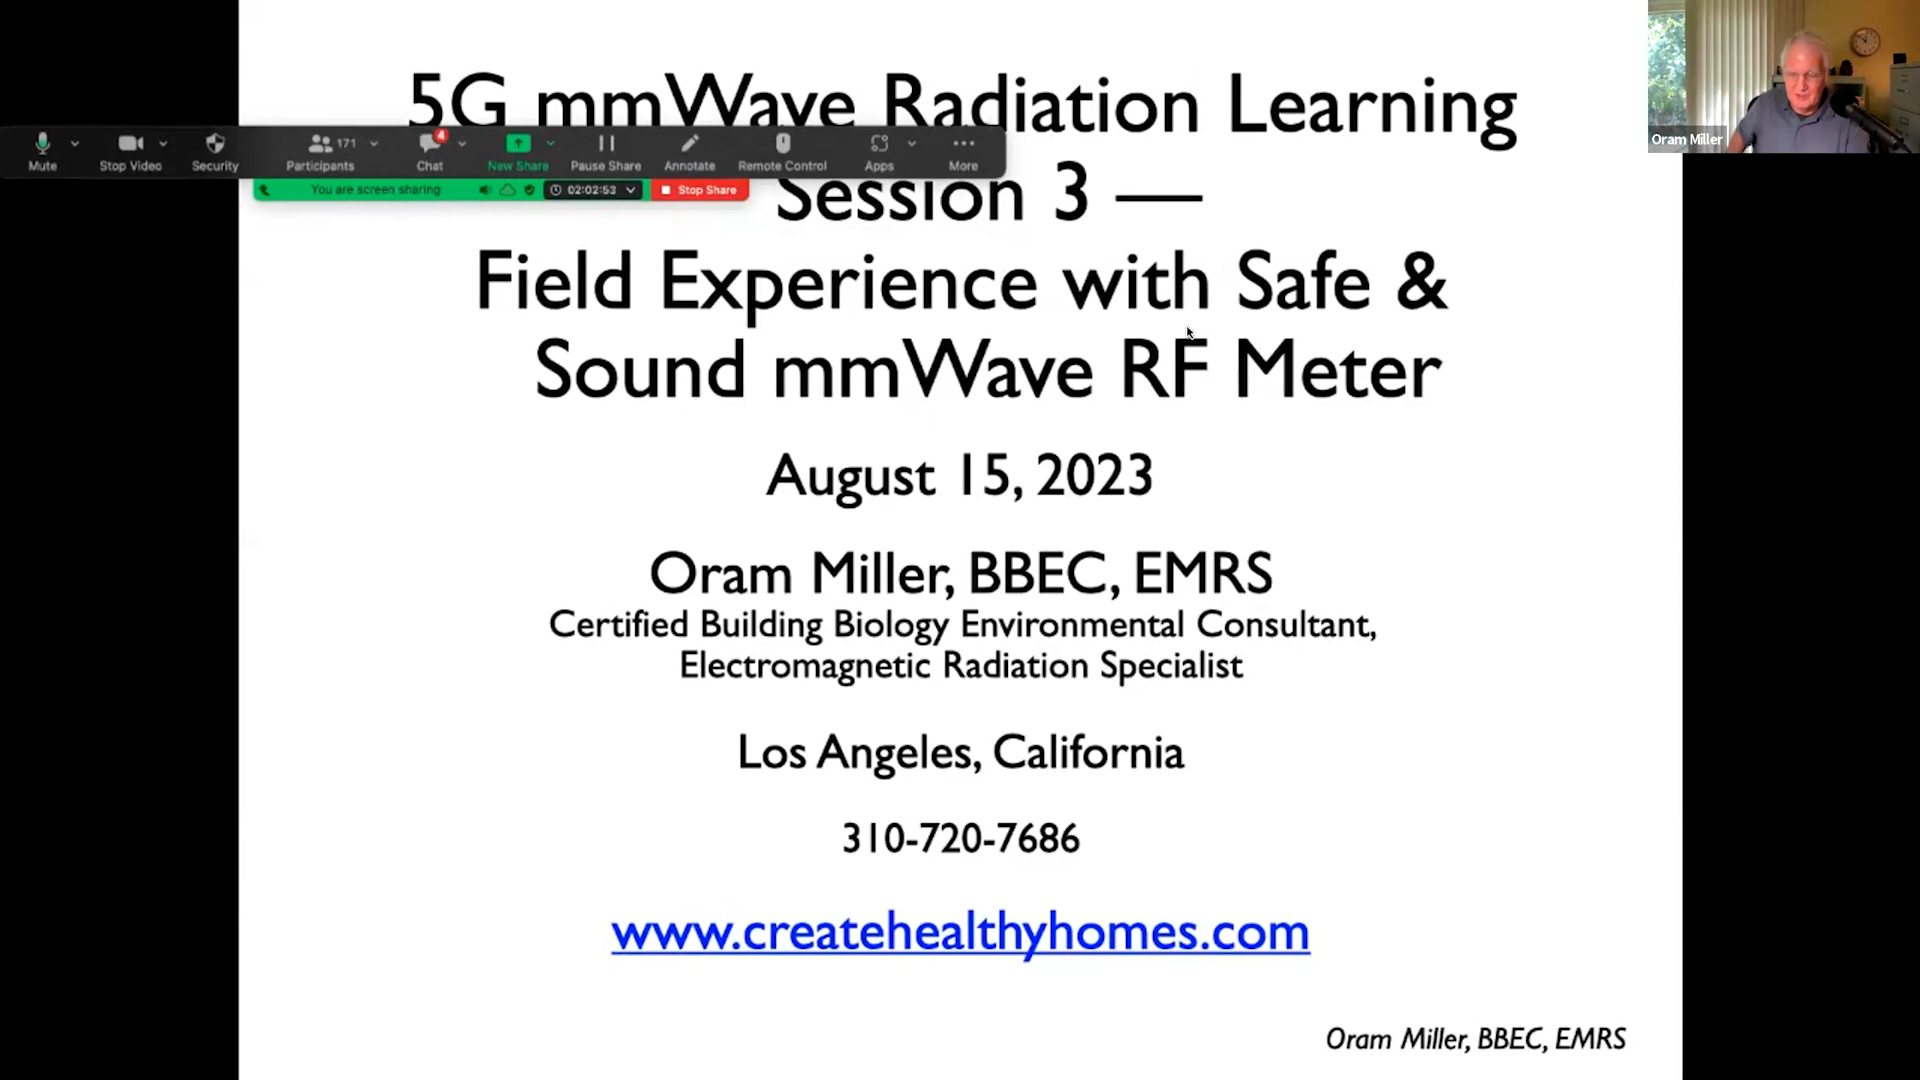 5G mmWave Radiation Learning
Oram Miller
Mute
Stop Video
Security
171
Participants
4
Chat
New Share
Pause Share
Annotate
Remote Control
Apps
More
You are screen sharing
02:02:53
Stop Share
Session 3 —
Field Experience with Safe &
Sound mmWave RF Meter
August 15, 2023
Oram Miller, BBEC, EMRS
Certified Building Biology Environmental Consultant,
Electromagnetic Radiation Specialist
Los Angeles, California
310-720-7686
www.createhealthyhomes.com
Oram Miller, BBEC, EMRS